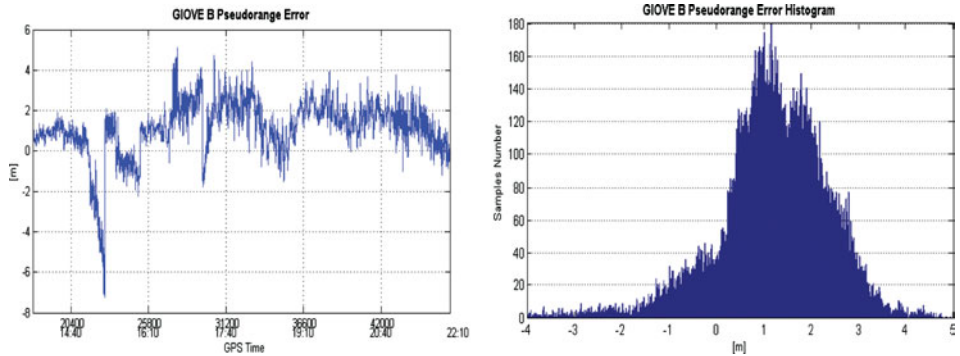 GIOVE B Pseudorange Error
6
4
2
0
-2
-4
-6
-8
[m]
20400 25800 31200 36600 42000
14:40 16:10 17:40 19:10 20:40 22:10
GPS Time
GIOVE B Pseudorange Error Histogram
180
160
140
120
100
80
60
40
20
0
Samples Number
-4 -3 -2 -1 0 1 2 3 4 5
[m]